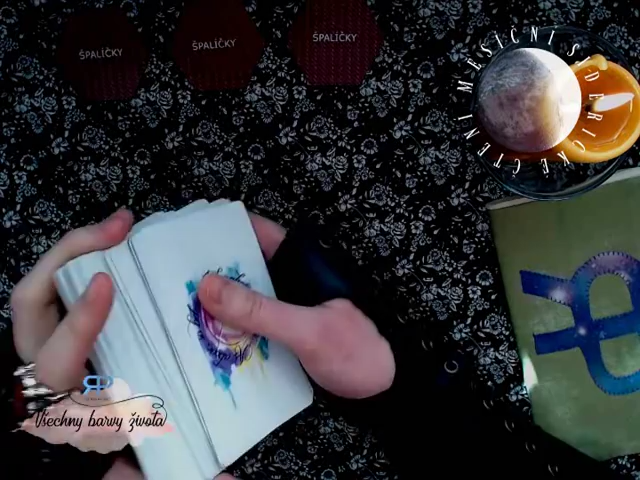 ŠPALÍČKY
ŠPALÍČKY
ŠPALÍČKY
MĚSÍČNÍ SIDERICKÉ ČTENÍ
Všechny barvy života